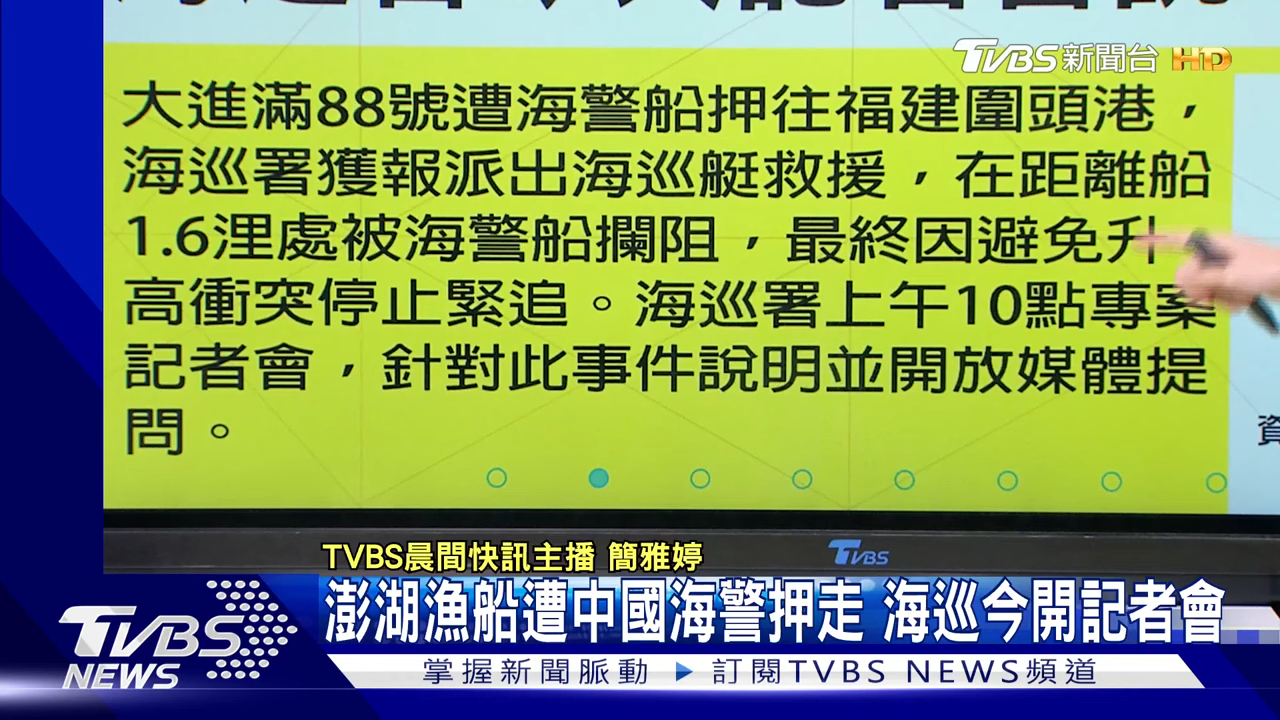 TVBS新聞台 HD
大進滿88號遭海警船押往福建圍頭港，
海巡署獲報派出海巡艇救援，在距離船
1.6浬處被海警船攔阻，最終因避免升
高衝突停止緊追。海巡署上午10點專案
記者會，針對此事件說明並開放媒體提
問。
資
TVBS
TVBS晨間快訊主播 簡雅婷
澎湖漁船遭中國海警押走 海巡今開記者會
TVBS NEWS
掌握新聞脈動 ▶ 訂閱TVBS NEWS頻道